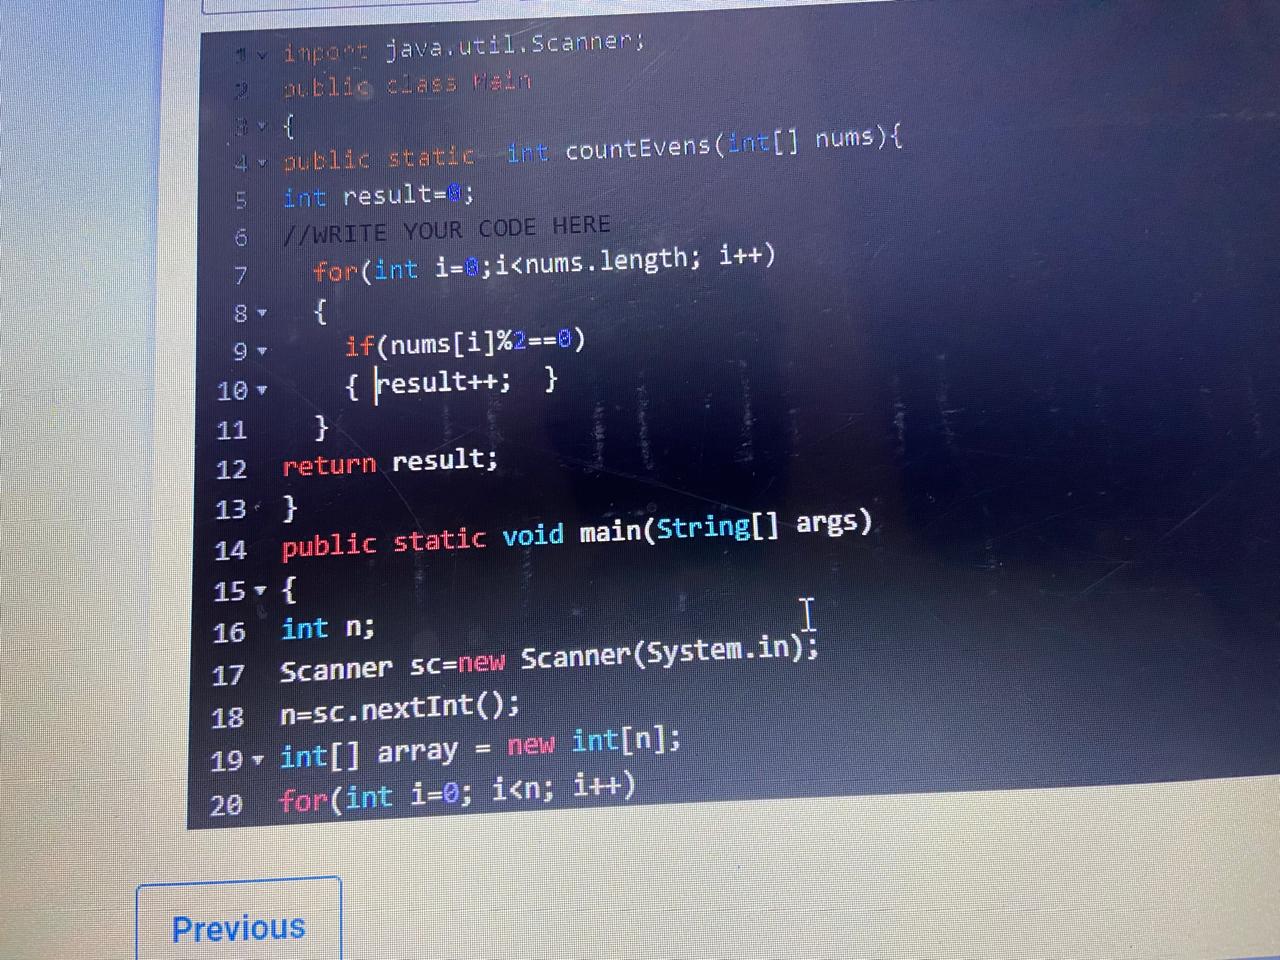 1 import java.util.Scanner;
2 public class Main
3 {
4 public static int countEvens(int[] nums){
5 int result=0;
6 //WRITE YOUR CODE HERE
7 for(int i=0;i<nums.length; i++)
8 {
9 if(nums[i]%2==0)
10 { result++; }
11 }
12 return result;
13 }
14 public static void main(String[] args)
15 {
16 int n;
17 Scanner sc=new Scanner(System.in);
18 n=sc.nextInt();
19 int[] array = new int[n];
20 for(int i=0; i<n; i++)
Previous